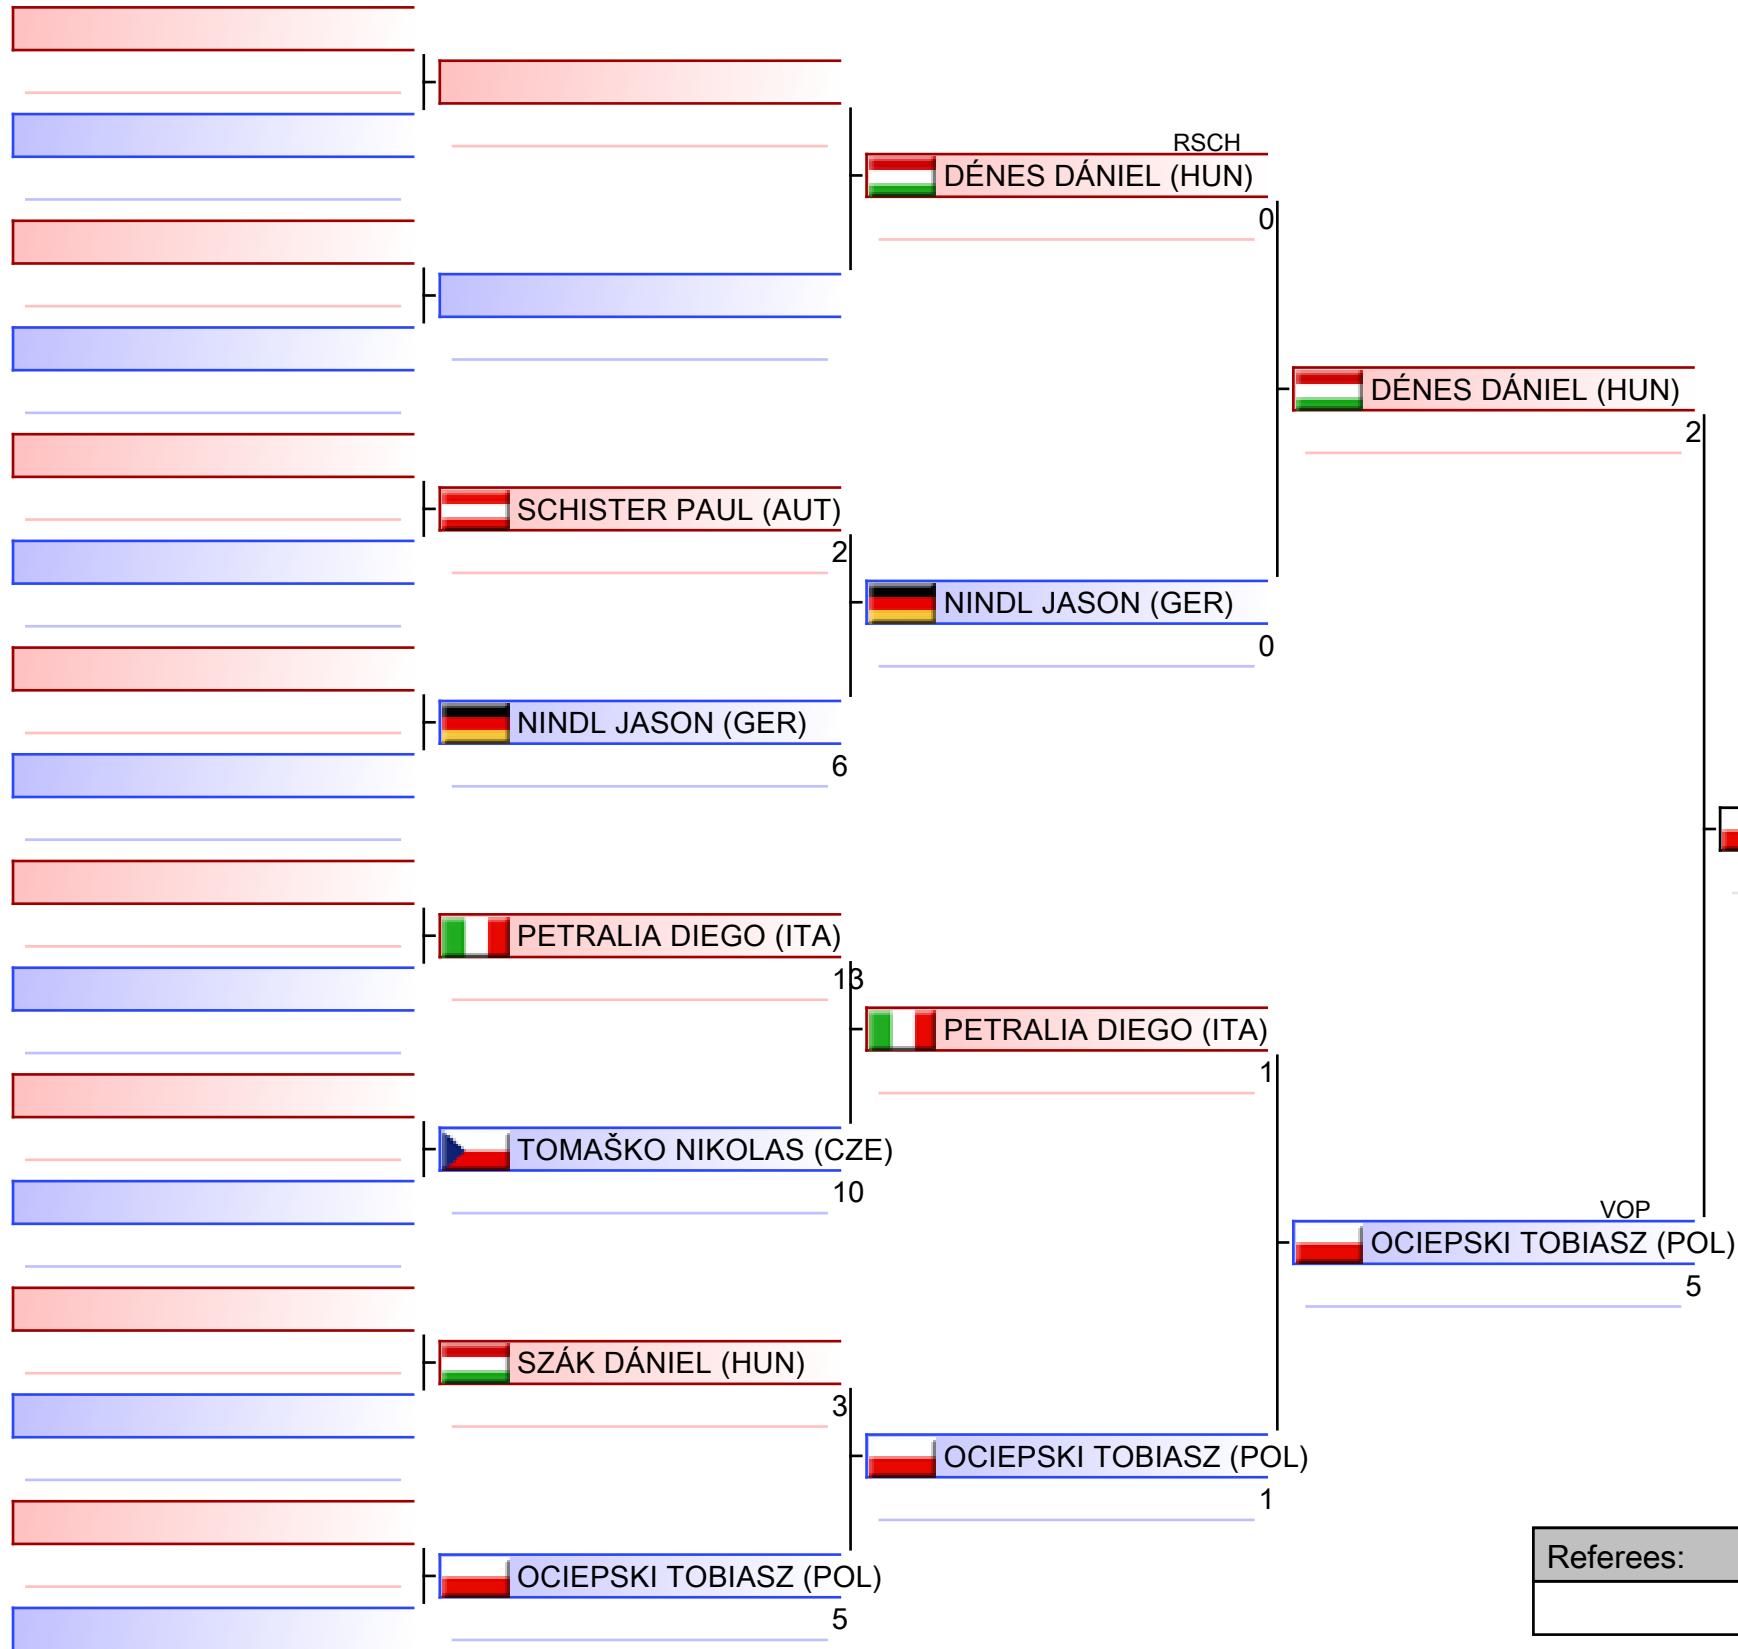 RSCH
DÉNES DÁNIEL (HUN)
0
DÉNES DÁNIEL (HUN)
2
SCHISTER PAUL (AUT)
2
NINDL JASON (GER)
0
NINDL JASON (GER)
6
PETRALIA DIEGO (ITA)
13
PETRALIA DIEGO (ITA)
1
TOMAŠKO NIKOLAS (CZE)
10
VOP
OCIEPSKI TOBIASZ (POL)
5
SZÁK DÁNIEL (HUN)
3
OCIEPSKI TOBIASZ (POL)
1
OCIEPSKI TOBIASZ (POL)
5
Referees: